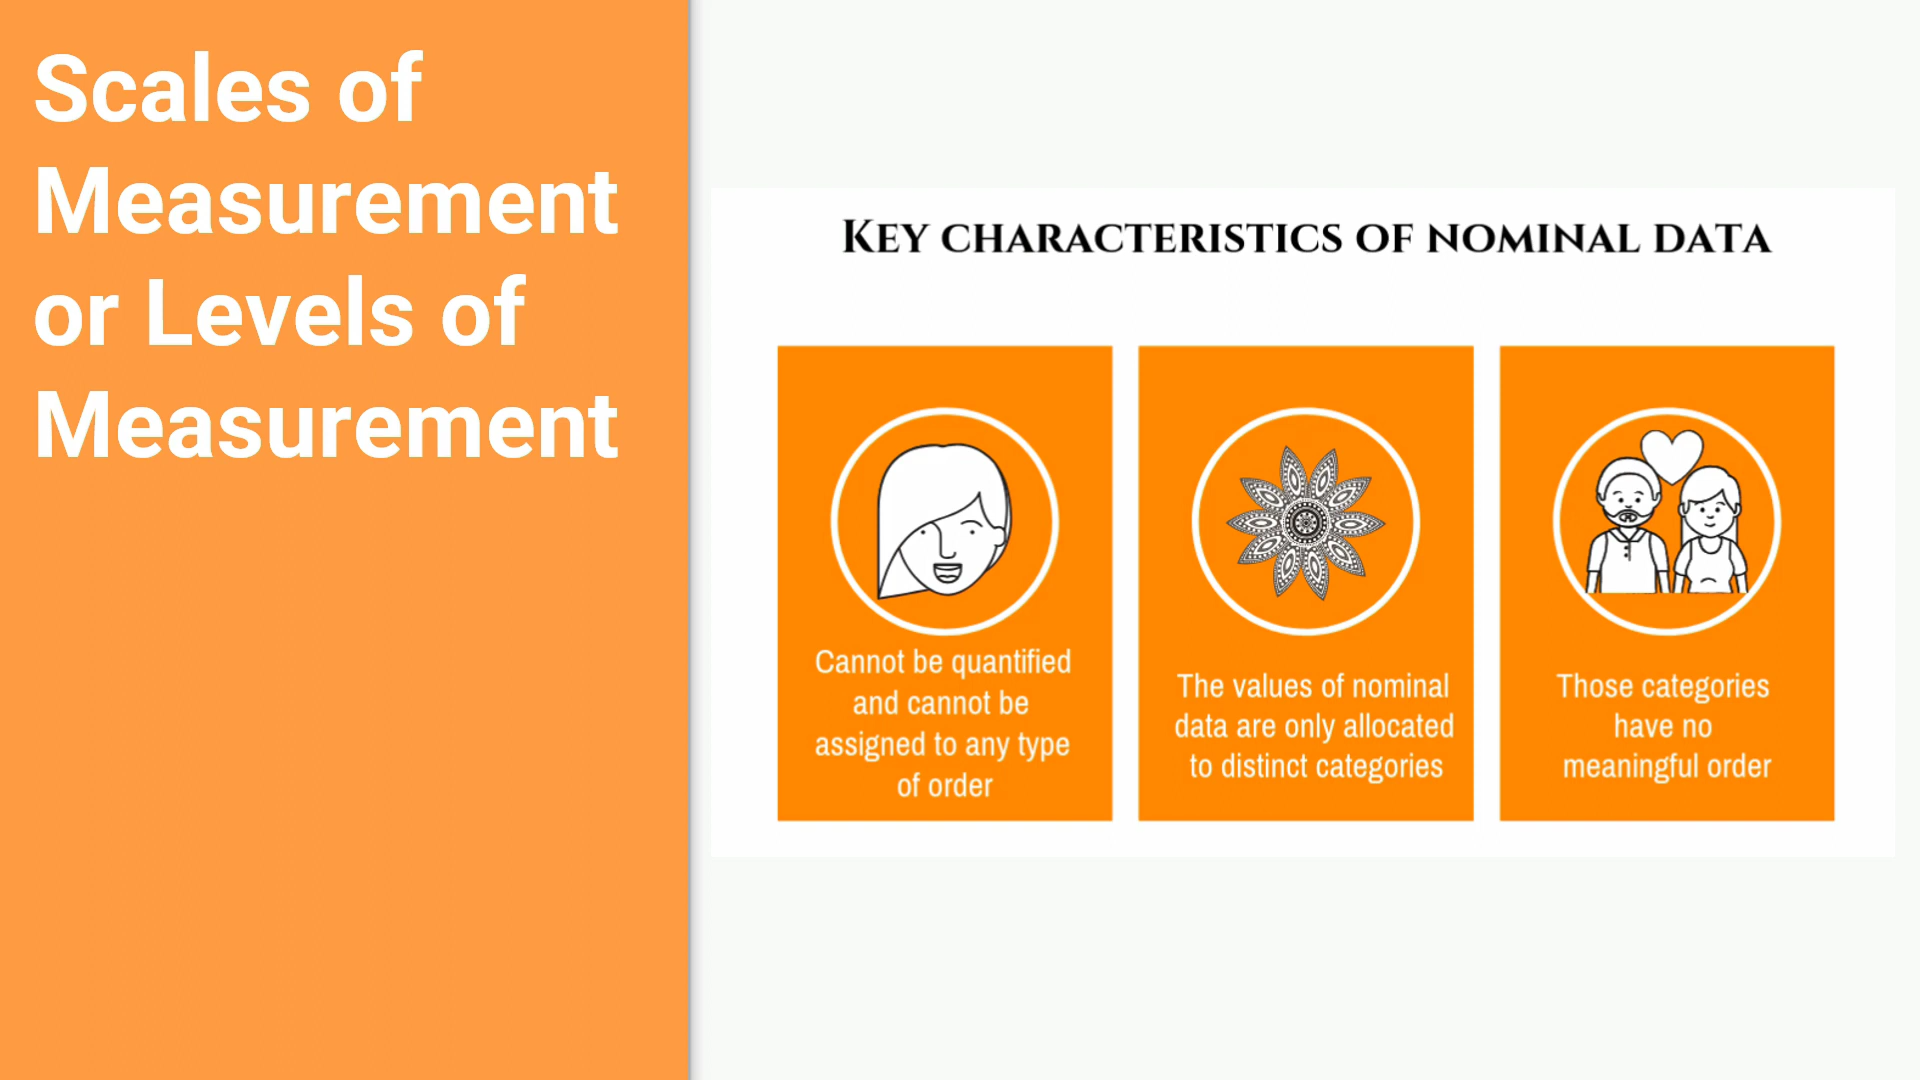 Scales of
Measurement
or Levels of
Measurement
KEY CHARACTERISTICS OF NOMINAL DATA
Cannot be quantified
and cannot be
assigned to any type
of order
The values of nominal
data are only allocated
to distinct categories
Those categories
have no
meaningful order